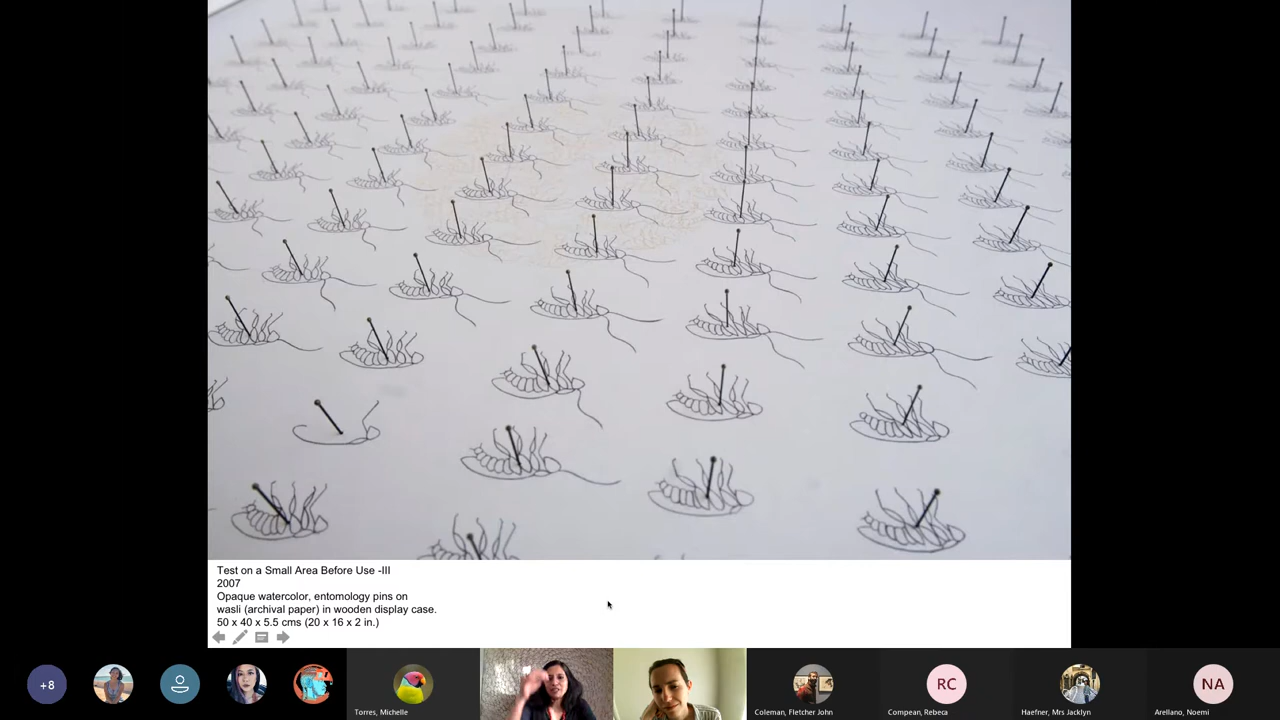 Test on a Small Area Before Use -III
2007
Opaque watercolor, entomology pins on
wasli (archival paper) in wooden display case.
50 x 40 x 5.5 cms (20 x 16 x 2 in.)
+8
Torres, Michelle
Coleman, Fletcher John
RC
Compean, Rebeca
Haefner, Mrs Jacklyn
NA
Arellano, Noemi